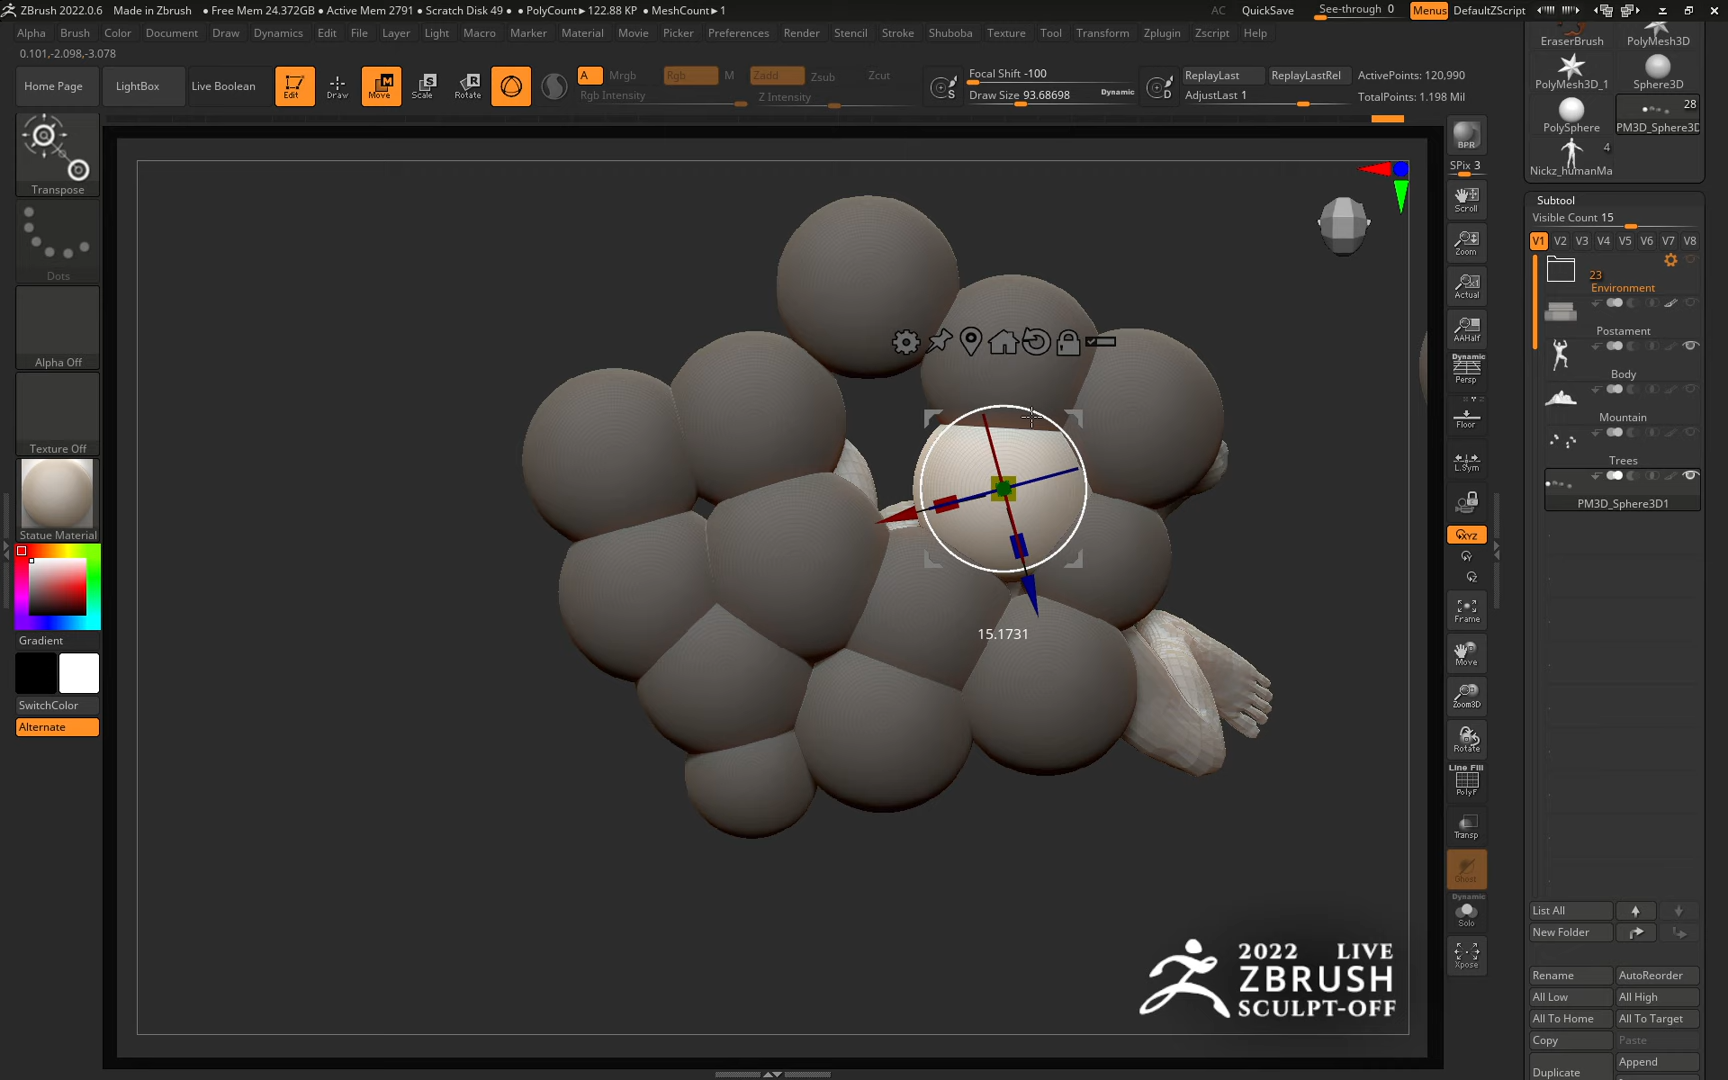 ZBrush 2022.0.6 Made in Zbrush • Free Mem 24.372GB • Active Mem 2791 • Scratch Disk 49 • • PolyCount► 122.88 KP • MeshCount► 1
AC QuickSave See-through 0 Menus DefaultZScript
Alpha Brush Color Document Draw Dynamics Edit File Layer Light Macro Marker Material Movie Picker Preferences Render Stencil Stroke Shuboba Texture Tool Transform Zplugin Zscript Help
0.101,-2.098,-3.078
Home Page LightBox Live Boolean Edit Draw Move Scale Rotate
A Mrgb Rgb M Zadd Zsub Zcut
Rgb Intensity Z Intensity
Focal Shift -100
Draw Size 93.68698 Dynamic
S D
ReplayLast ReplayLastRel
AdjustLast 1
ActivePoints: 120,990
TotalPoints: 1.198 Mil
Transpose
Dots
Alpha Off
Texture Off
Statue Material
Gradient
SwitchColor
Alternate
15.1731
2022 LIVE
ZBRUSH
SCULPT-OFF
BPR
SPix 3
Scroll
Zoom
Actual
AAHalf
Dynamic
Persp
Floor
L.Sym
XYZ
Y
Z
Frame
Move
Zoom3D
Rotate
Line Fill
PolyF
Transp
Ghost
Dynamic
Solo
Xpose
EraserBrush PolyMesh3D
PolyMesh3D_1 Sphere3D
28
PolySphere PM3D_Sphere3D
4
Nickz_humanMa
Subtool
Visible Count 15
V1 V2 V3 V4 V5 V6 V7 V8
23
Environment
Postament
Body
Mountain
Trees
PM3D_Sphere3D1
List All
New Folder
Rename AutoReorder
All Low All High
All To Home All To Target
Copy Paste
Duplicate Append